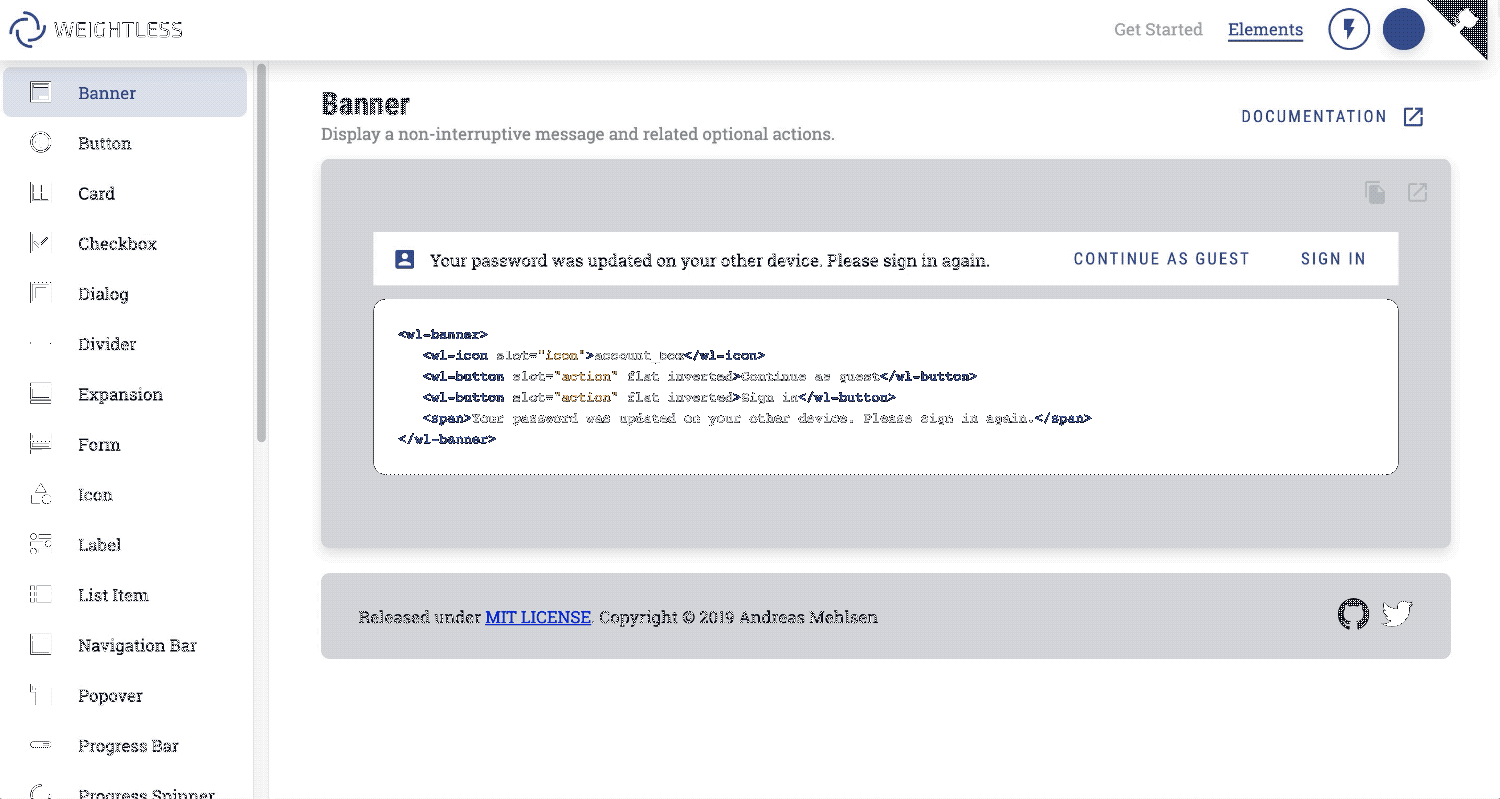 WEIGHTLESS
Get Started
Elements
Banner
Button
Card
Checkbox
Dialog
Divider
Expansion
Form
Icon
Label
List Item
Navigation Bar
Popover
Progress Bar
Progress Spinner
Banner
Display a non-interruptive message and related optional actions.
DOCUMENTATION
Your password was updated on your other device. Please sign in again.
CONTINUE AS GUEST
SIGN IN
<wl-banner>
<wl-icon slot="icon">account_box</wl-icon>
<wl-button slot="action" flat inverted>Continue as guest</wl-button>
<wl-button slot="action" flat inverted>Sign in</wl-button>
<span>Your password was updated on your other device. Please sign in again.</span>
</wl-banner>
Released under MIT LICENSE. Copyright © 2019 Andreas Mehlsen